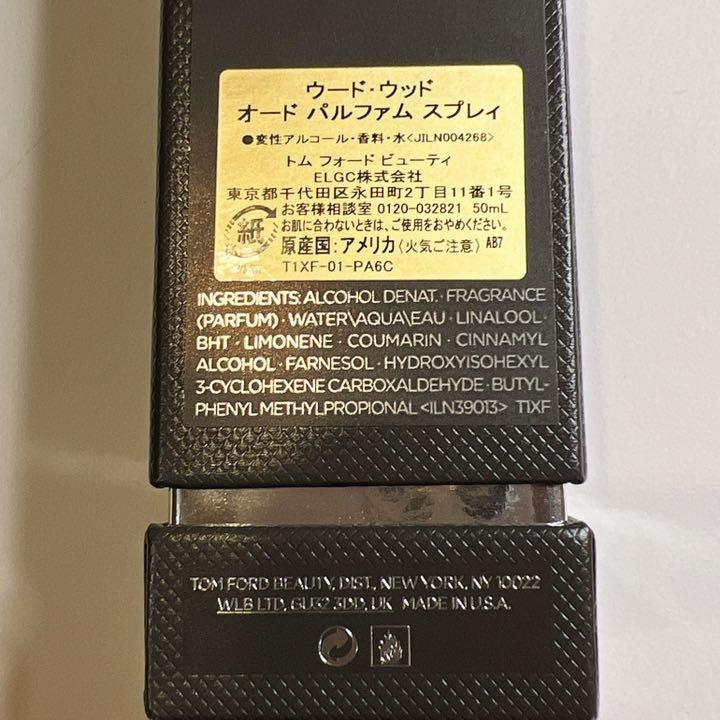 ウード・ウッド
オード パルファム スプレィ
●変性アルコール・香料・水<JILN004268>
トム フォード ビューティ
ELGC株式会社
東京都千代田区永田町2丁目11番1号
お客様相談室 0120-032821 50mL
お肌に合わないときは、ご使用をおやめください。
紙
原産国:アメリカ(火気ご注意) AB7
T1XF-01-PA6C
INGREDIENTS: ALCOHOL DENAT. · FRAGRANCE
(PARFUM) · WATER\AQUA\EAU · LINALOOL ·
BHT · LIMONENE · COUMARIN · CINNAMYL
ALCOHOL · FARNESOL · HYDROXYISOHEXYL
3-CYCLOHEXENE CARBOXALDEHYDE · BUTYL-
PHENYL METHYLPROPIONAL <ILN39013> T1XF
TOM FORD BEAUTY, DIST., NEW YORK, NY 10022
WLB LTD, GU32 3DD, UK MADE IN U.S.A.